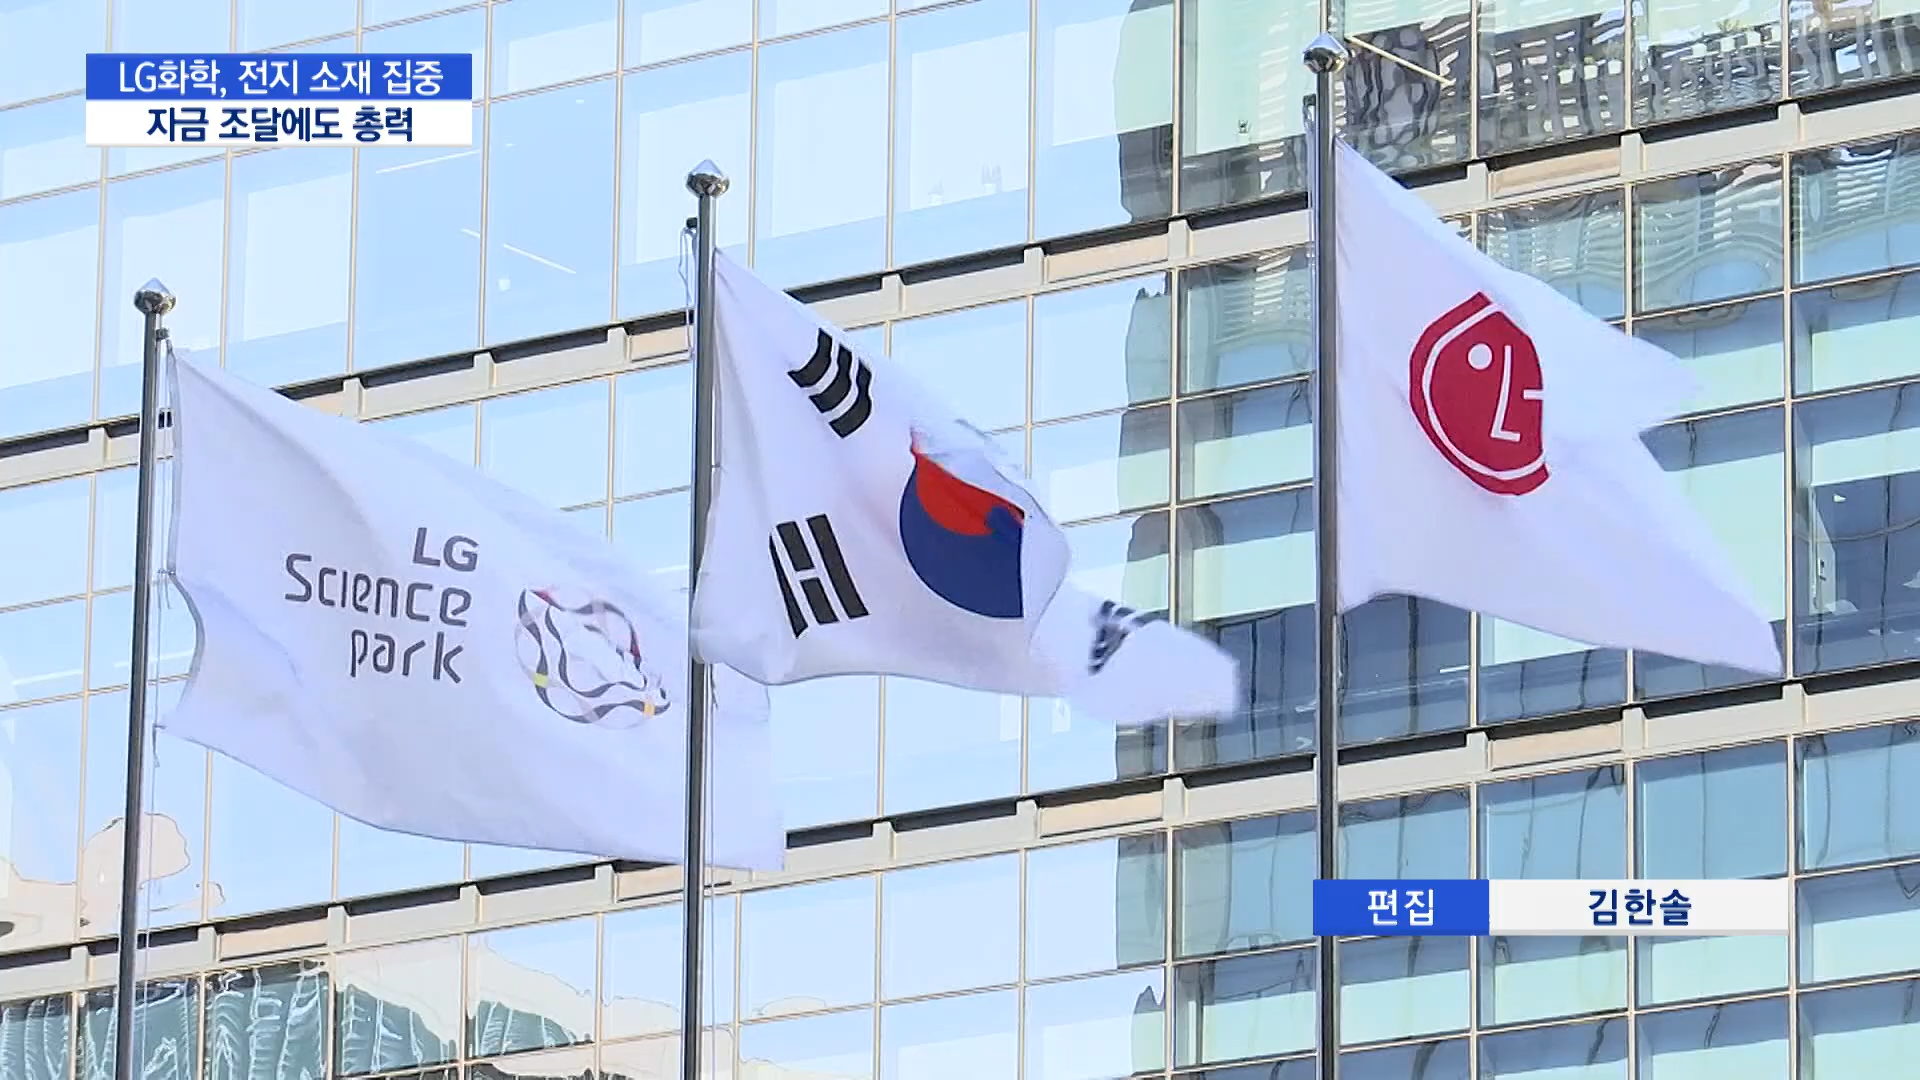 LG화학, 전지 소재 집중
자금 조달에도 총력
LG
Science
park
편집 김한솔